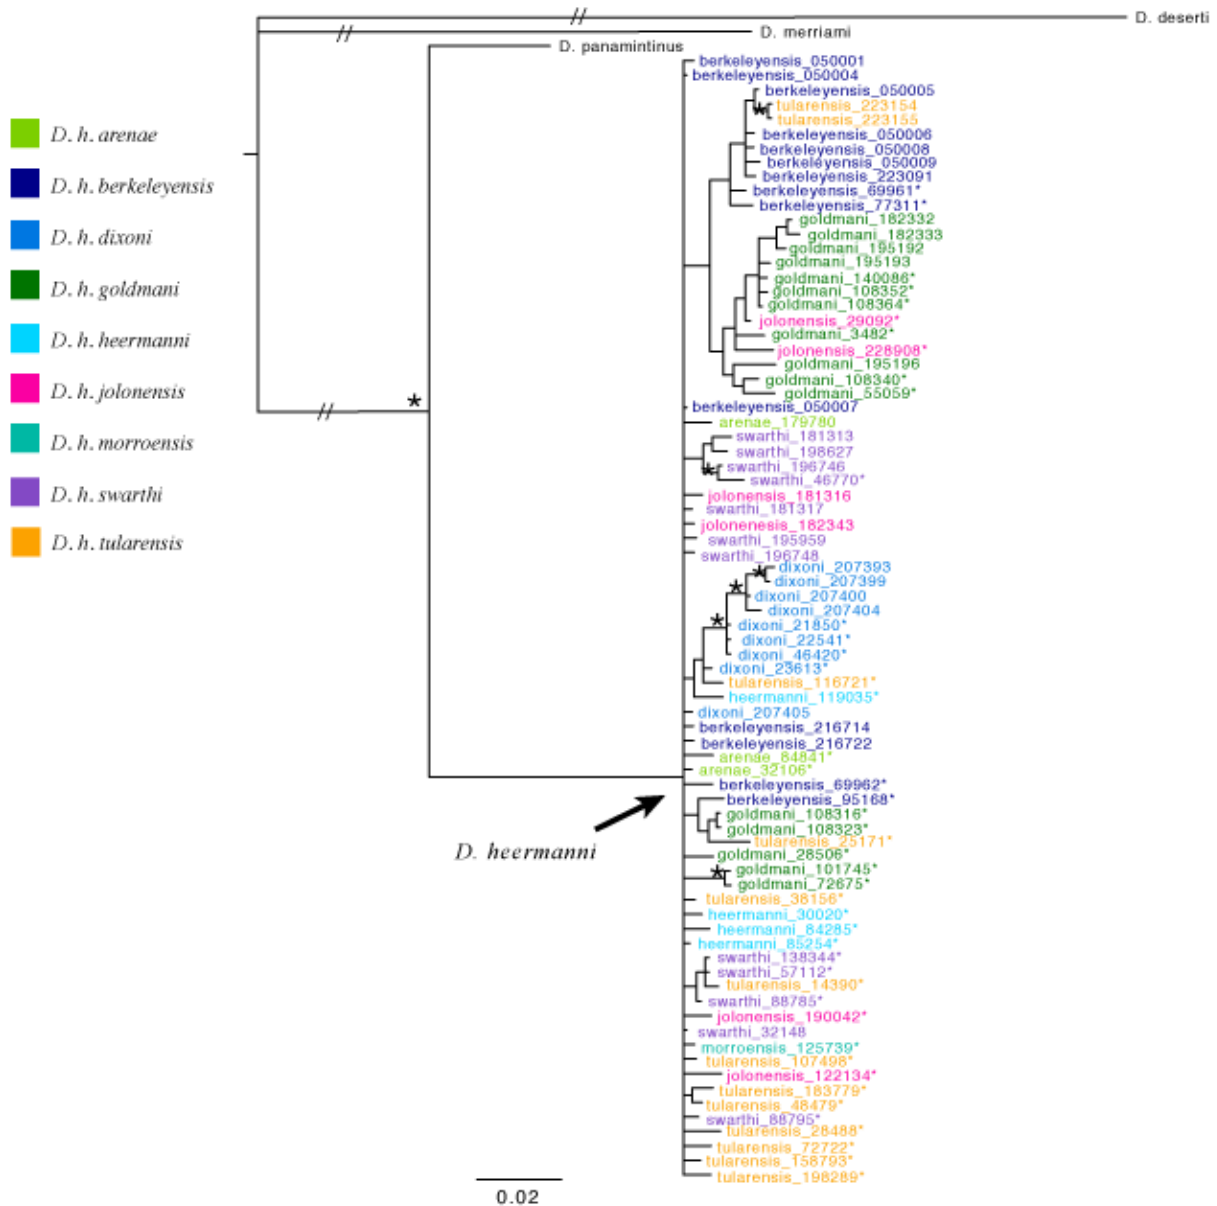 D. deserti
D. merriami
D. panamintinus
berkeleyensis_050001
berkeleyensis_050004
berkeleyensis_050005
tularensis_223154
tularensis_223155
berkeleyensis_050006
berkeleyensis_050008
berkeleyensis_050009
berkeleyensis_223091
berkeleyensis_69961*
berkeleyensis_77311*
goldmani_182332
goldmani_182333
goldmani_195192
goldmani_195193
goldmani_140086*
goldmani_108352*
goldmani_108364*
jolonensis_29092*
goldmani_3482*
jolonensis_228908*
goldmani_195196
goldmani_108340*
goldmani_55059*
berkeleyensis_050007
arenae_179780
swarthi_181313
swarthi_198627
swarthi_196746
swarthi_46770*
jolonensis_181316
swarthi_181317
jolonenesis_182343
swarthi_195959
swarthi_196748
dixoni_207393
dixoni_207399
dixoni_207400
dixoni_207404
dixoni_21850*
dixoni_22541*
dixoni_46420*
dixoni_23613*
tularensis_116721*
heermanni_119035*
dixoni_207405
berkeleyensis_216714
berkeleyensis_216722
arenae_84841*
arenae_32106*
berkeleyensis_69962*
berkeleyensis_95168*
goldmani_108316*
goldmani_108323*
tularensis_25171*
goldmani_28506*
goldmani_101745*
goldmani_72675*
tularensis_38156*
heermanni_30020*
heermanni_84285*
heermanni_85254*
swarthi_138344*
swarthi_57112*
tularensis_14390*
swarthi_88785*
jolonensis_190042*
swarthi_32148
morroensis_125739*
tularensis_107498*
jolonensis_122134*
tularensis_183779*
tularensis_48479*
swarthi_88795*
tularensis_28488*
tularensis_72722*
tularensis_158793*
tularensis_198289*
D. h. arenae
D. h. berkeleyensis
D. h. dixoni
D. h. goldmani
D. h. heermanni
D. h. jolonensis
D. h. morroensis
D. h. swarthi
D. h. tularensis
D. heermanni
0.02